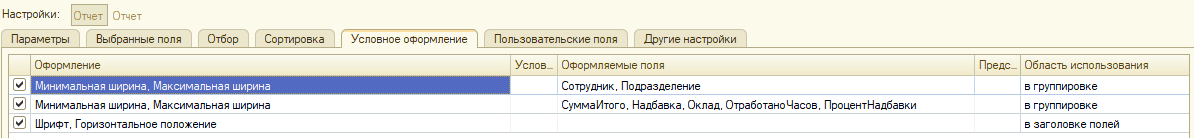 Настройки: Отчет Отчет
Параметры Выбранные поля Отбор Сортировка Условное оформление Пользовательские поля Другие настройки
Оформление Услов... Оформляемые поля Предс... Область использования
Минимальная ширина, Максимальная ширина Сотрудник, Подразделение в группировке
Минимальная ширина, Максимальная ширина СуммаИтого, Надбавка, Оклад, ОтработаноЧасов, ПроцентНадбавки в группировке
Шрифт, Горизонтальное положение в заголовке полей